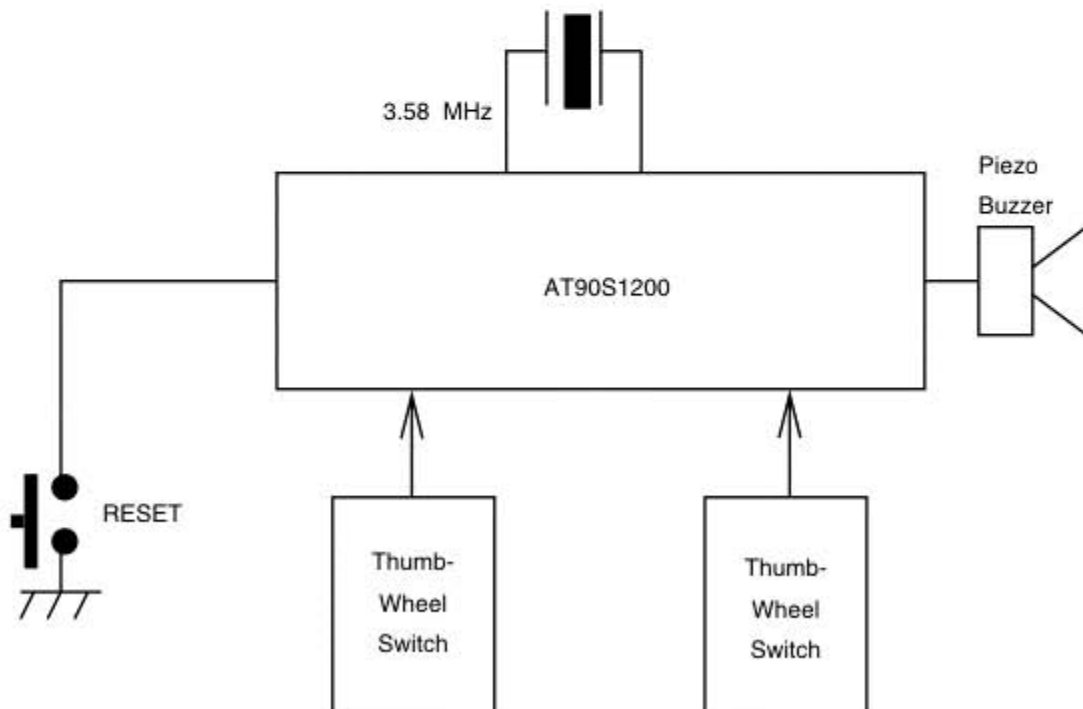 3.58 MHz
Piezo
Buzzer
AT90S1200
RESET
Thumb-
Wheel
Switch
Thumb-
Wheel
Switch